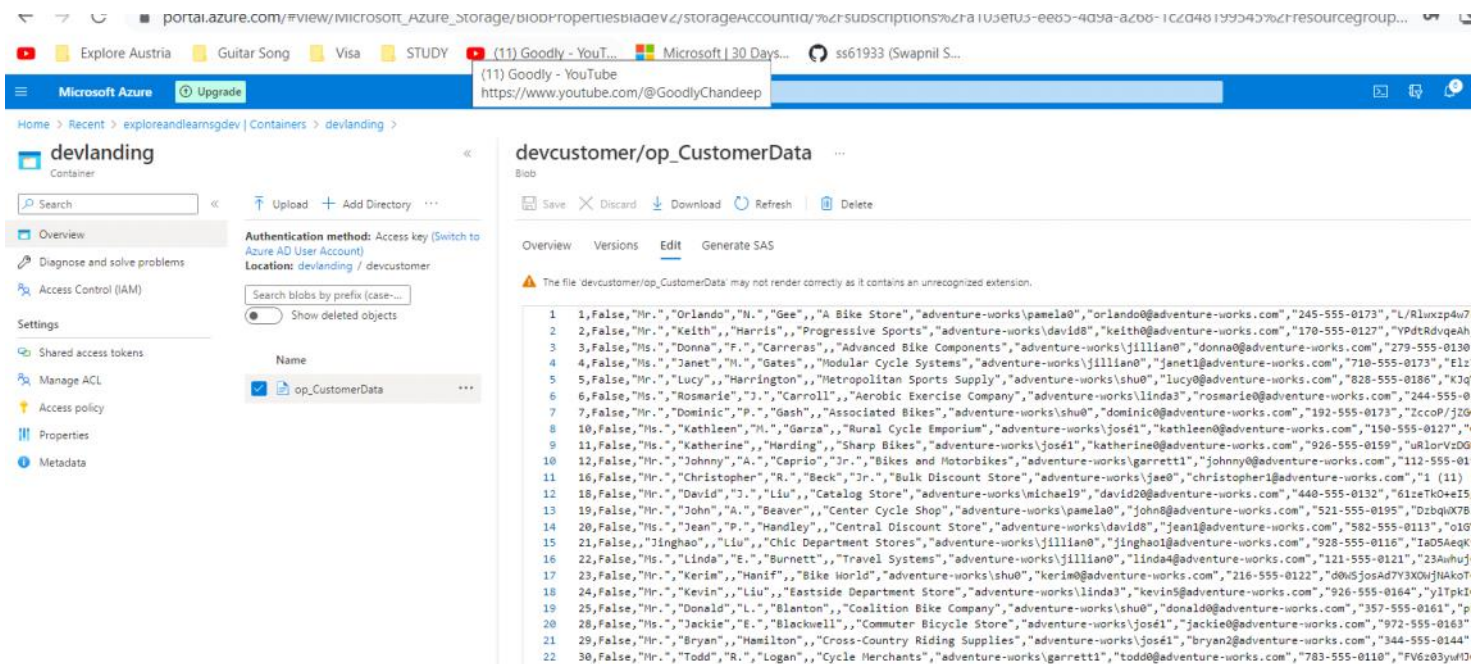 portal.azure.com/#view/Microsoft_Azure_Storage/BlobPropertiesBladeV2/storageAccountId/%2Fsubscriptions%2Fa103ef03-ee85-4d9a-a268-1c2d48199545%2Fresourcegroup...
Explore Austria Guitar Song Visa STUDY (11) Goodly - YouT... Microsoft | 30 Days... ss61933 (Swapnil S...
(11) Goodly - YouTube
https://www.youtube.com/@GoodlyChandeep
Microsoft Azure Upgrade
Home > Recent > exploreandlearnsgdev | Containers > devlanding >
devlanding
Container
Search
Overview
Diagnose and solve problems
Access Control (IAM)
Settings
Shared access tokens
Manage ACL
Access policy
Properties
Metadata
Upload Add Directory ...
Authentication method: Access key (Switch to
Azure AD User Account)
Location: devlanding / devcustomer
Search blobs by prefix (case-...
Show deleted objects
Name
op_CustomerData ...
devcustomer/op_CustomerData ...
Blob
Save Discard Download Refresh Delete
Overview Versions Edit Generate SAS
The file 'devcustomer/op_CustomerData' may not render correctly as it contains an unrecognized extension.
1 1,False,"Mr.","Orlando","N.","Gee",,"A Bike Store","adventure-works\pamela0","orlando0@adventure-works.com","245-555-0173","L/Rlwxzp4w7
2 2,False,"Mr.","Keith",,"Harris",,"Progressive Sports","adventure-works\david8","keith0@adventure-works.com","170-555-0127","YPdtRdvqeAh
3 3,False,"Ms.","Donna","F.","Carreras",,"Advanced Bike Components","adventure-works\jillian0","donna0@adventure-works.com","279-555-0130
4 4,False,"Ms.","Janet","M.","Gates",,"Modular Cycle Systems","adventure-works\jillian0","janet1@adventure-works.com","710-555-0173","Elz
5 5,False,"Mr.","Lucy",,"Harrington",,"Metropolitan Sports Supply","adventure-works\shu0","lucy0@adventure-works.com","828-555-0186","KJq
6 6,False,"Ms.","Rosmarie","J.","Carroll",,"Aerobic Exercise Company","adventure-works\linda3","rosmarie0@adventure-works.com","244-555-0
7 7,False,"Mr.","Dominic","P.","Gash",,"Associated Bikes","adventure-works\shu0","dominic0@adventure-works.com","192-555-0173","ZccoP/jZG
8 10,False,"Ms.","Kathleen","M.","Garza",,"Rural Cycle Emporium","adventure-works\josé1","kathleen0@adventure-works.com","150-555-0127","
9 11,False,"Ms.","Katherine",,"Harding",,"Sharp Bikes","adventure-works\josé1","katherine0@adventure-works.com","926-555-0159","uRlorVzDG
10 12,False,"Mr.","Johnny","A.","Caprio","Jr.","Bikes and Motorbikes","adventure-works\garrett1","johnny0@adventure-works.com","112-555-01
11 16,False,"Mr.","Christopher","R.","Beck","Jr.","Bulk Discount Store","adventure-works\jae0","christopher1@adventure-works.com","1 (11)
12 18,False,"Mr.","David","J.","Liu",,"Catalog Store","adventure-works\michael9","david20@adventure-works.com","440-555-0132","61zeTkO+eI5
13 19,False,"Mr.","John","A.","Beaver",,"Center Cycle Shop","adventure-works\pamela0","john8@adventure-works.com","521-555-0195","DzbqWX7B
14 20,False,"Ms.","Jean","P.","Handley",,"Central Discount Store","adventure-works\david8","jean1@adventure-works.com","582-555-0113","o1G
15 21,False,,"Jinghao",,"Liu",,"Chic Department Stores","adventure-works\jillian0","jinghao1@adventure-works.com","928-555-0116","IaD5AeqK
16 22,False,"Ms.","Linda","E.","Burnett",,"Travel Systems","adventure-works\jillian0","linda4@adventure-works.com","121-555-0121","23Awhuj
17 23,False,"Mr.","Kerim",,"Hanif",,"Bike World","adventure-works\shu0","kerim0@adventure-works.com","216-555-0122","d0WSjosAd7Y3XOWjNAkoT
18 24,False,"Mr.","Kevin",,"Liu",,"Eastside Department Store","adventure-works\linda3","kevin5@adventure-works.com","926-555-0164","ylTpkI
19 25,False,"Mr.","Donald","L.","Blanton",,"Coalition Bike Company","adventure-works\shu0","donald0@adventure-works.com","357-555-0161","p
20 28,False,"Ms.","Jackie","E.","Blackwell",,"Commuter Bicycle Store","adventure-works\josé1","jackie0@adventure-works.com","972-555-0163"
21 29,False,"Mr.","Bryan",,"Hamilton",,"Cross-Country Riding Supplies","adventure-works\josé1","bryan2@adventure-works.com","344-555-0144"
22 30,False,"Mr.","Todd","R.","Logan",,"Cycle Merchants","adventure-works\garrett1","todd0@adventure-works.com","783-555-0110","FV6z03ywMJ